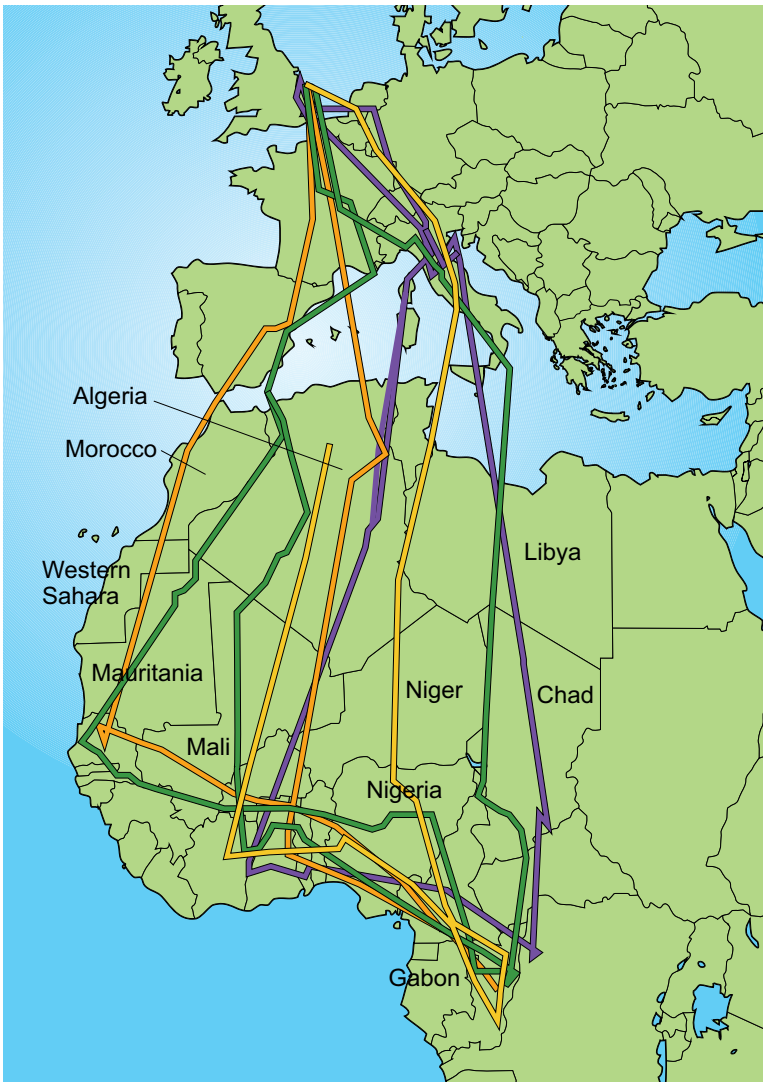 Algeria
Morocco
Western
Sahara
Libya
Mauritania
Niger
Chad
Mali
Nigeria
Gabon